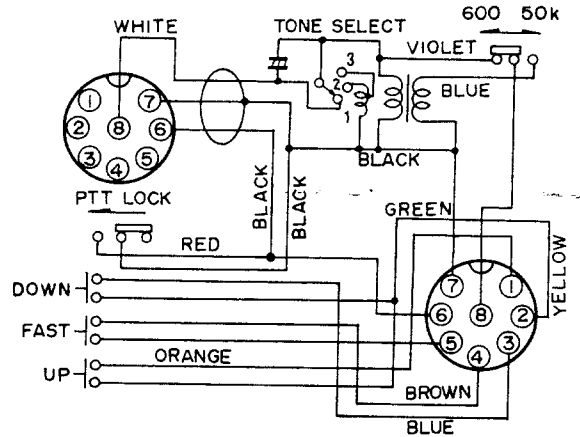 WHITE
TONE SELECT
600 50k
VIOLET
3
2
1
BLUE
1
7
2
8
6
3
4
5
BLACK
PTT LOCK
BLACK
BLACK
GREEN
RED
YELLOW
DOWN
7
1
6
8
2
FAST
5
4
3
ORANGE
UP
BROWN
BLUE